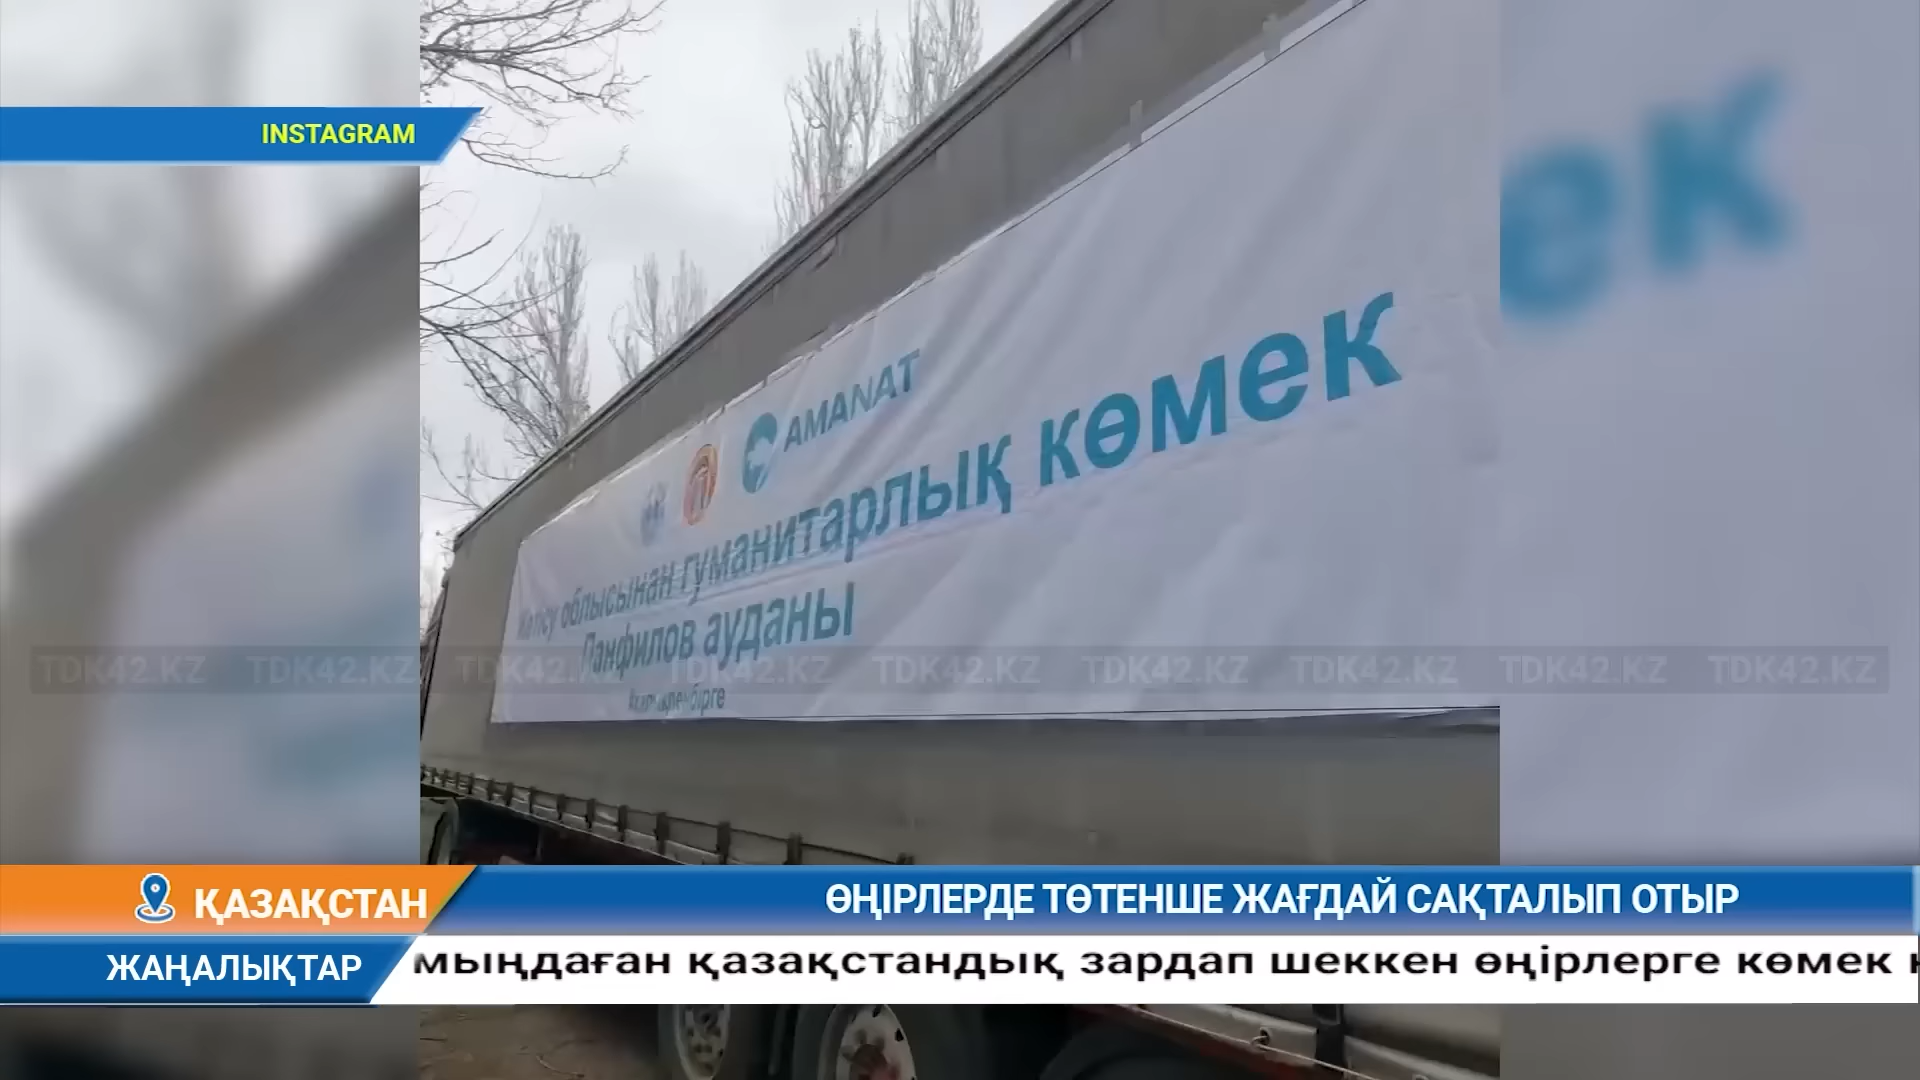 INSTAGRAM
ек
AMANAT
Жетісу облысынан гуманитарлық көмек
Панфилов ауданы
TDK42.KZ TDK42.KZ TDK42.KZ TDK42.KZ TDK42.KZ TDK42.KZ TDK42.KZ TDK42.KZ TDK42.KZ
ҚАЗАҚСТАН
ӨҢІРЛЕРДЕ ТӨТЕНШЕ ЖАҒДАЙ САҚТАЛЫП ОТЫР
ЖАҢАЛЫҚТАР
мыңдаған қазақстандық зардап шеккен өңірлерге көмек